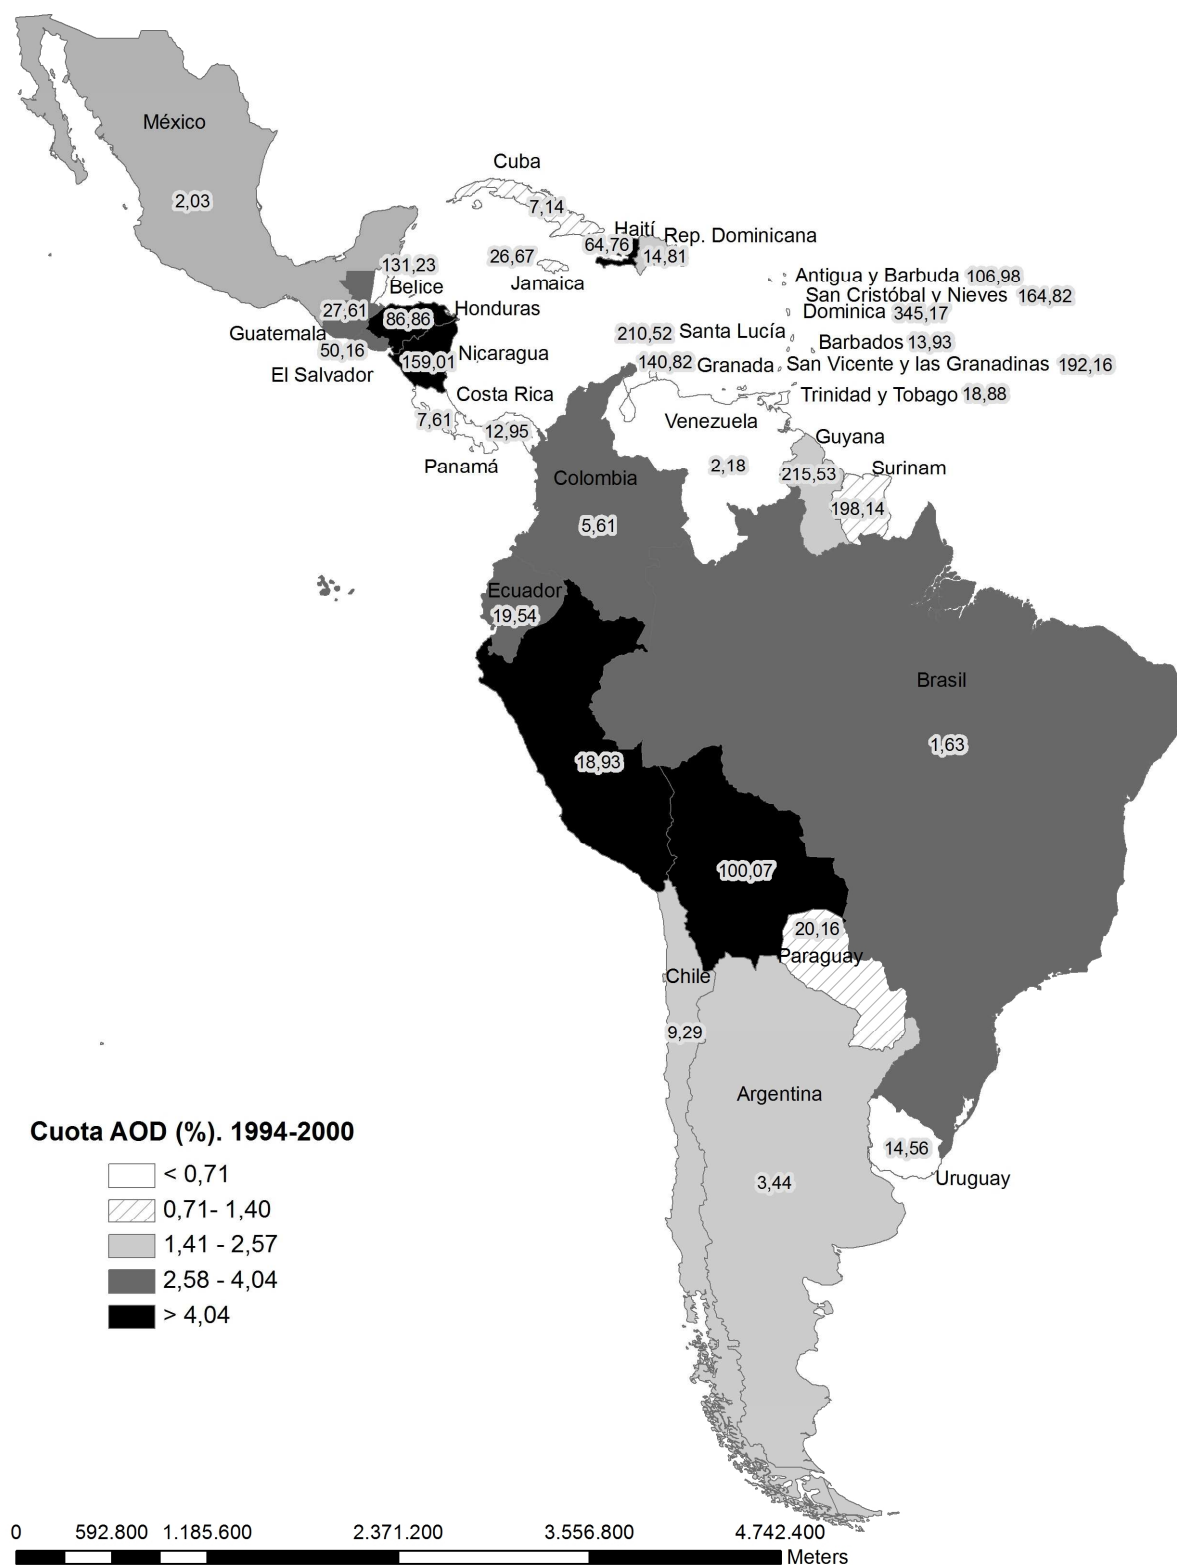 México
2,03
Cuba
7,14
Haití
64,76
Rep. Dominicana
14,81
26,67
Jamaica
131,23
Belice
Antigua y Barbuda 106,98
San Cristóbal y Nieves 164,82
Dominica 345,17
27,61
Guatemala
86,86
Honduras
210,52 Santa Lucía
Barbados 13,93
50,16
El Salvador
159,01
Nicaragua
140,82 Granada
San Vicente y las Granadinas 192,16
Costa Rica
7,61
Trinidad y Tobago 18,88
12,95
Panamá
Venezuela
2,18
Guyana
215,53
Surinam
198,14
Colombia
5,61
Ecuador
19,54
Brasil
1,63
18,93
100,07
20,16
Paraguay
Chile
9,29
Argentina
3,44
14,56
Uruguay
Cuota AOD (%). 1994-2000
< 0,71
0,71- 1,40
1,41 - 2,57
2,58 - 4,04
> 4,04
0 592.800 1.185.600 2.371.200 3.556.800 4.742.400
Meters